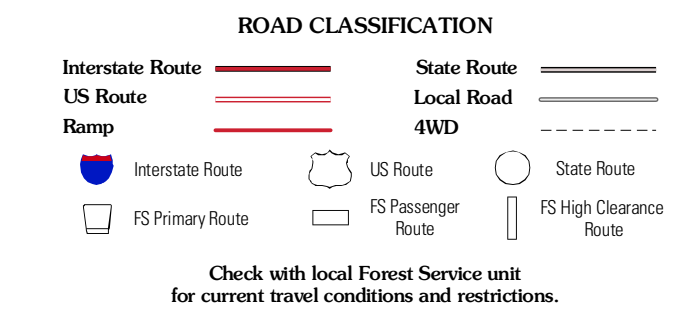 ROAD CLASSIFICATION
Interstate Route
State Route
US Route
Local Road
Ramp
4WD
Interstate Route
US Route
State Route
FS Primary Route
FS Passenger
Route
FS High Clearance
Route
Check with local Forest Service unit
for current travel conditions and restrictions.